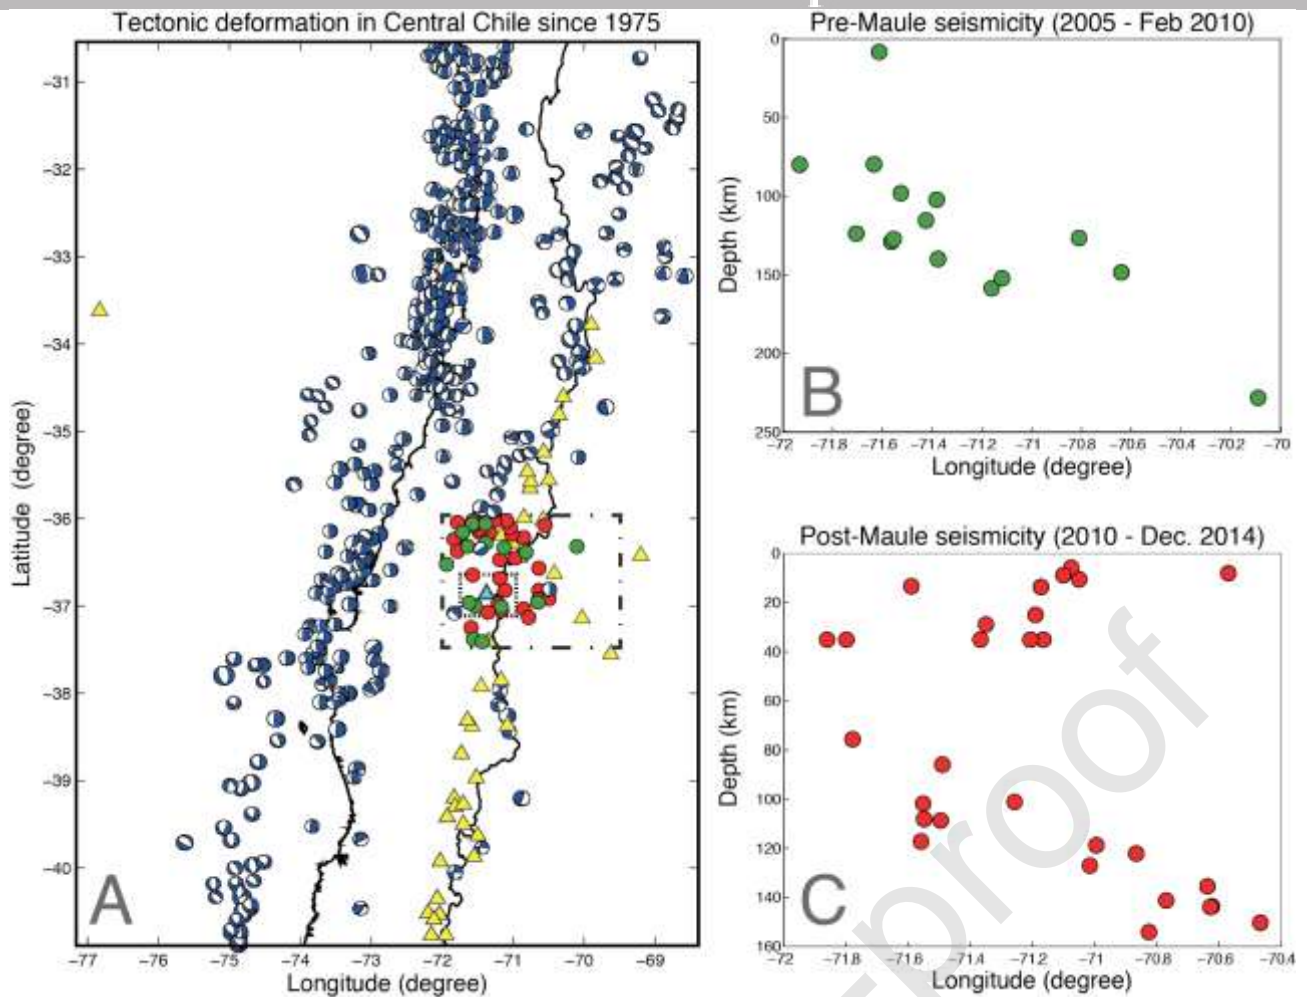 Tectonic deformation in Central Chile since 1975
−31
−32
−33
−34
−35
−36
−37
−38
−39
−40
Latitude (degree)
A
−77 −76 −75 −74 −73 −72 −71 −70 −69
Longitude (degree)
Pre-Maule seismicity (2005 - Feb 2010)
0
50
100
150
200
250
Depth (km)
B
−72 −71.8 −71.6 −71.4 −71.2 −71 −70.8 −70.6 −70.4 −70.2 −70
Longitude (degree)
Post-Maule seismicity (2010 - Dec. 2014)
0
20
40
60
80
100
120
140
160
Depth (km)
C
−72 −71.8 −71.6 −71.4 −71.2 −71 −70.8 −70.6 −70.4
Longitude (degree)
proof